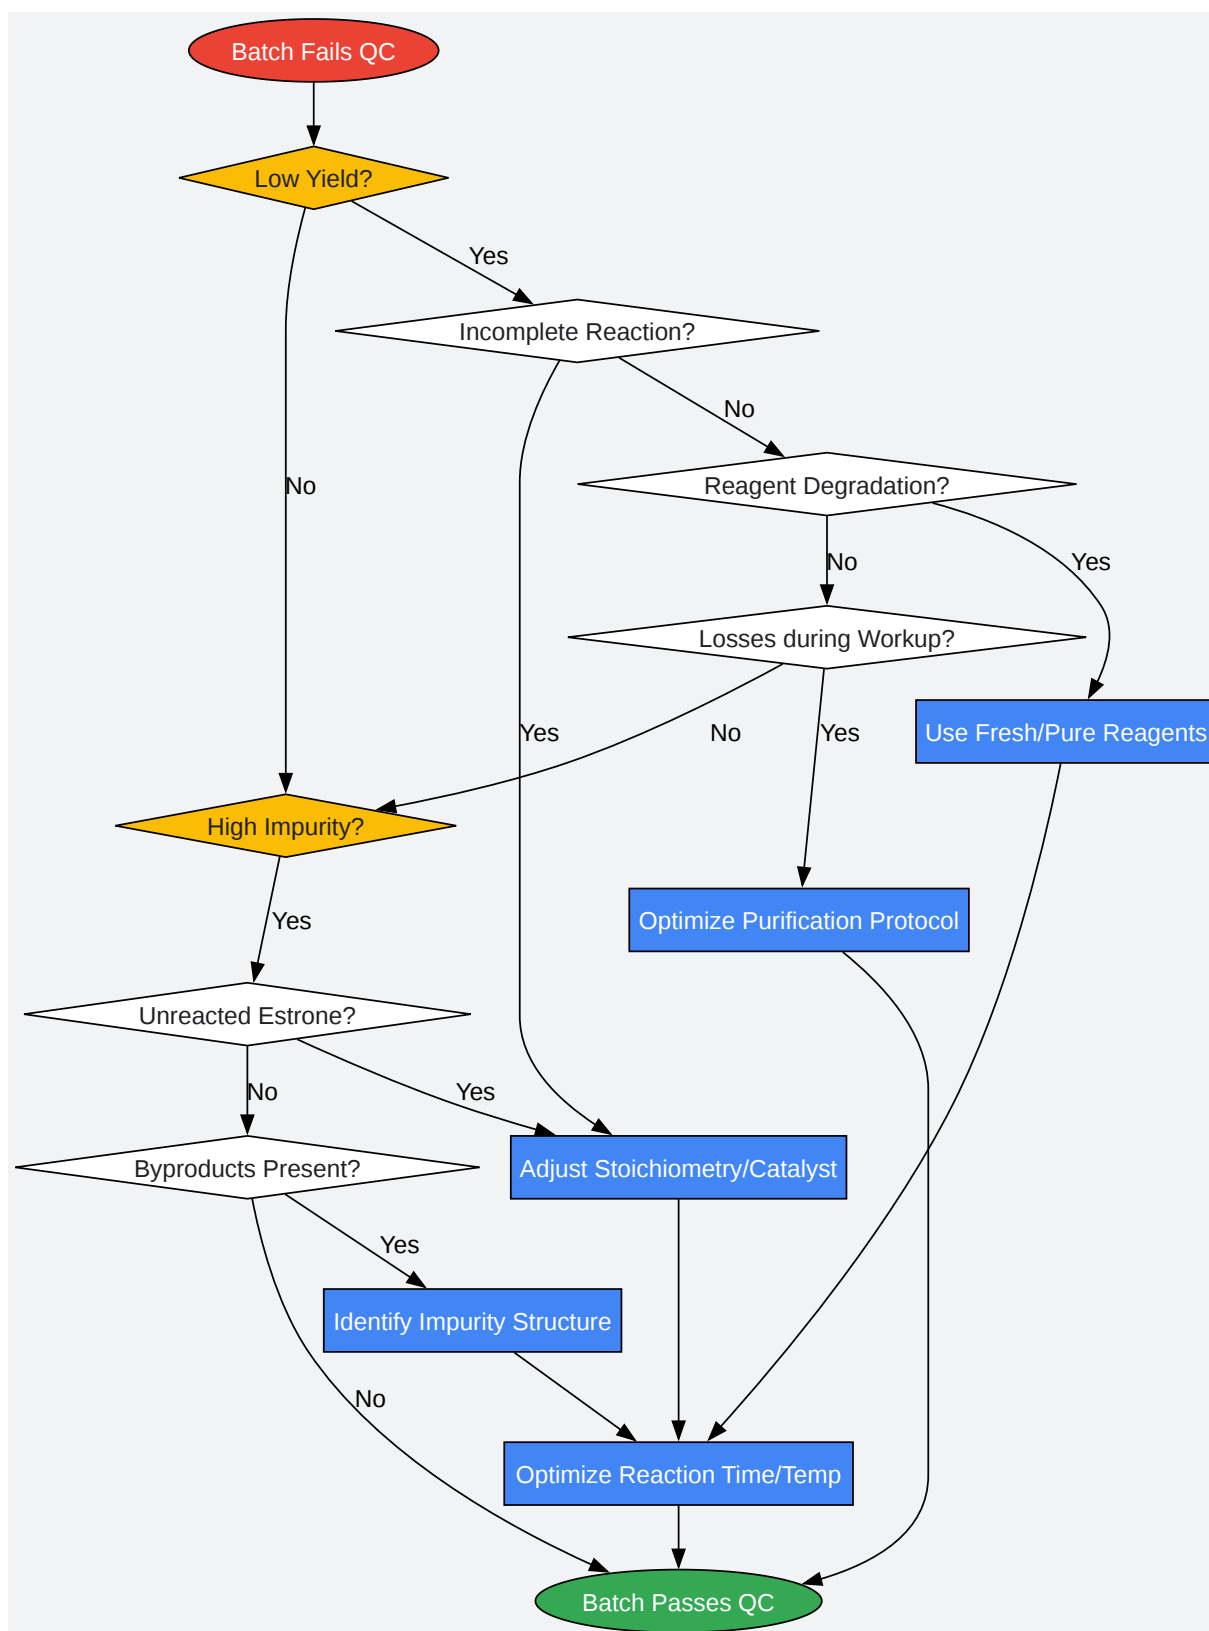 Batch Fails QC
Low Yield?
Yes
Incomplete Reaction?
No
Reagent Degradation?
No
No
Yes
Losses during Workup?
Yes
No
Yes
Use Fresh/Pure Reagents
High Impurity?
Optimize Purification Protocol
Yes
Unreacted Estrone?
No
Yes
Byproducts Present?
Adjust Stoichiometry/Catalyst
Yes
Identify Impurity Structure
No
Optimize Reaction Time/Temp
Batch Passes QC